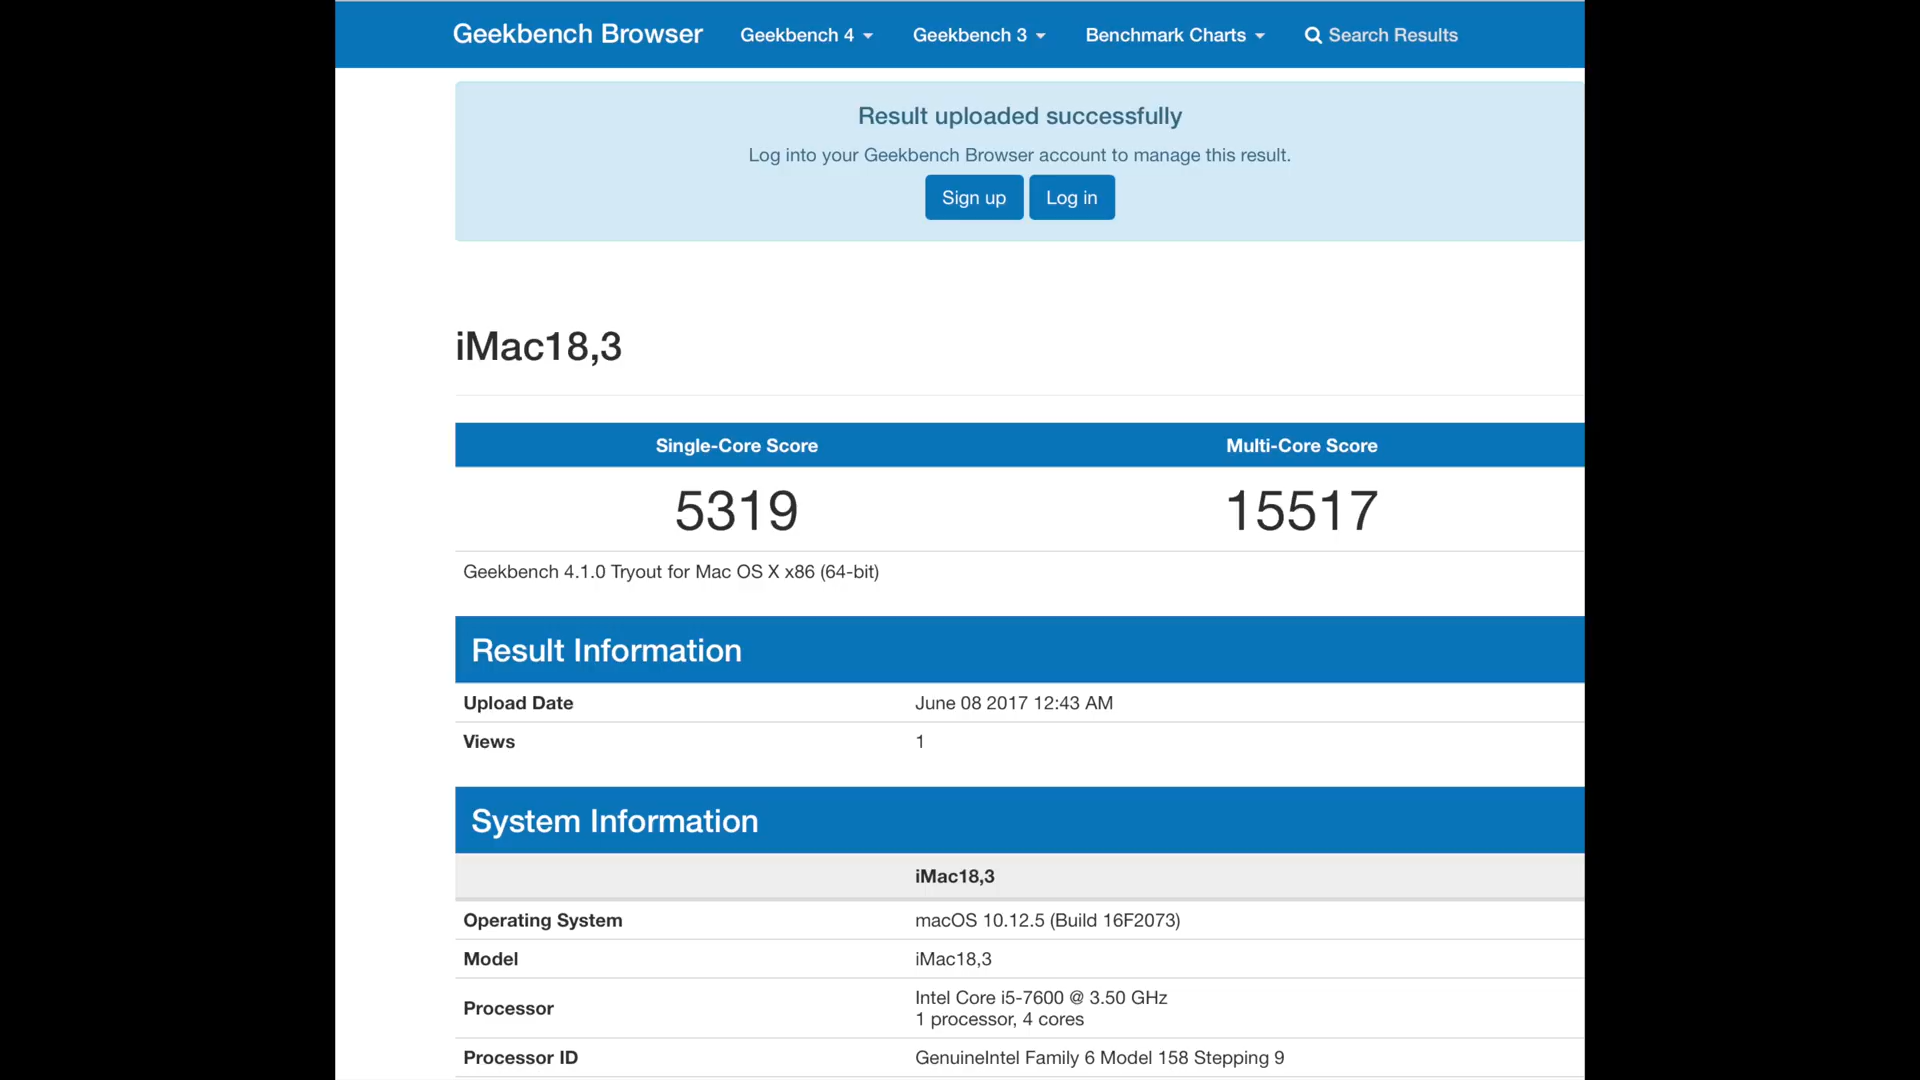 Geekbench Browser Geekbench 4 Geekbench 3 Benchmark Charts Search Results
Result uploaded successfully
Log into your Geekbench Browser account to manage this result.
Sign up Log in
iMac18,3
Single-Core Score Multi-Core Score
5319 15517
Geekbench 4.1.0 Tryout for Mac OS X x86 (64-bit)
Result Information
Upload Date June 08 2017 12:43 AM
Views 1
System Information
iMac18,3
Operating System macOS 10.12.5 (Build 16F2073)
Model iMac18,3
Processor Intel Core i5-7600 @ 3.50 GHz
1 processor, 4 cores
Processor ID GenuineIntel Family 6 Model 158 Stepping 9